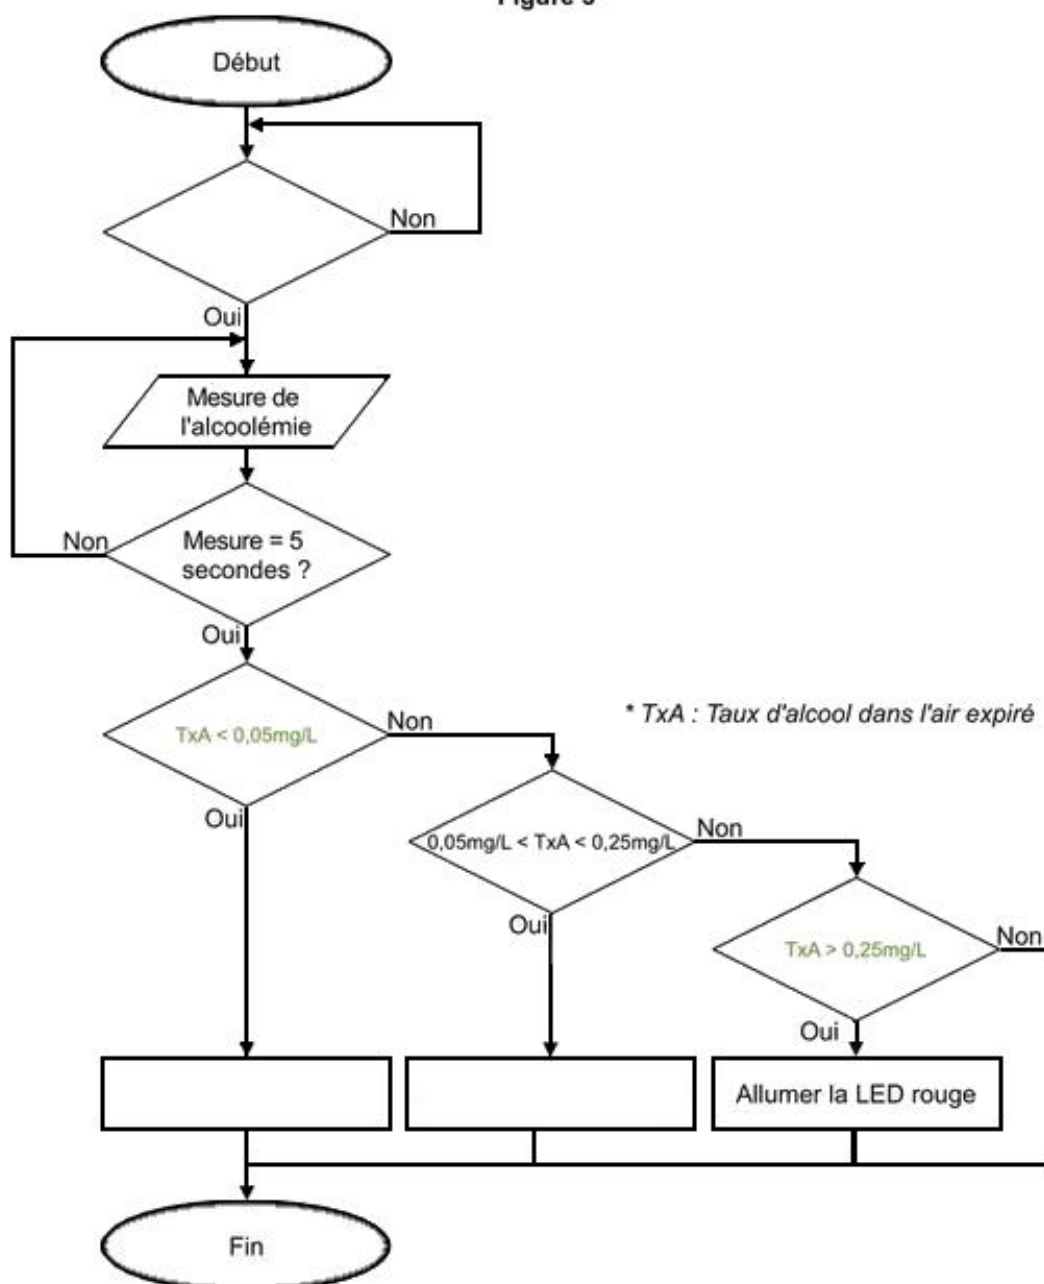 Figure 3
Début
Non
Oui
Mesure de
l'alcoolémie
Non
Mesure = 5
secondes ?
Oui
* TxA : Taux d'alcool dans l'air expiré
TxA < 0,05mg/L
Non
Oui
0,05mg/L < TxA < 0,25mg/L
Non
Oui
TxA > 0,25mg/L
Non
Oui
Allumer la LED rouge
Fin